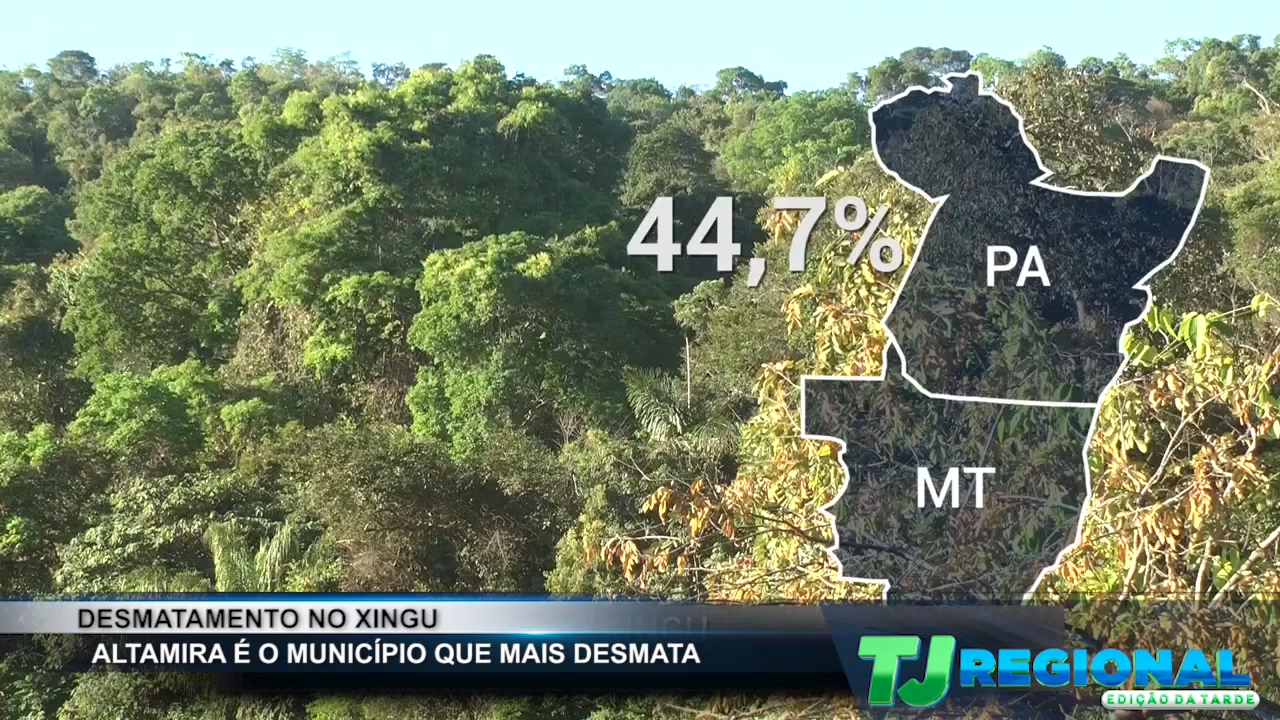 44,7%
PA
MT
DESMATAMENTO NO XINGU
ALTAMIRA É O MUNICÍPIO QUE MAIS DESMATA
TJ REGIONAL
EDIÇÃO DA TARDE